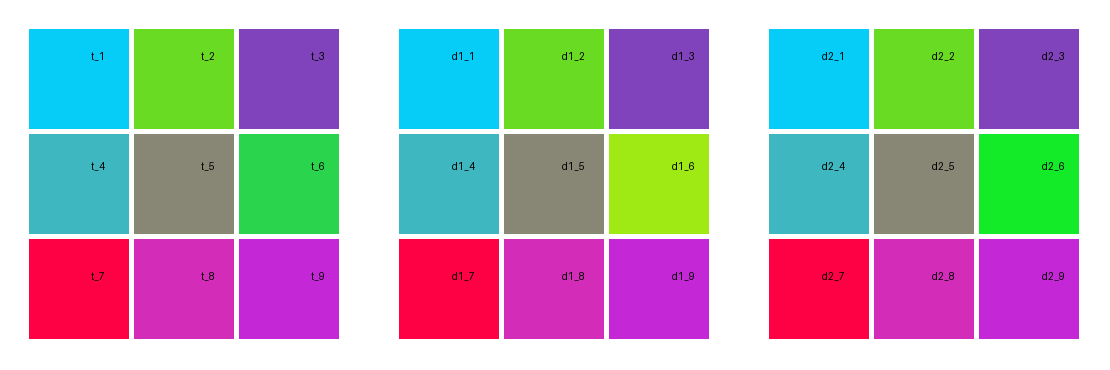 t_1 t_2 t_3 d1_1 d1_2 d1_3 d2_1 d2_2 d2_3
t_4 t_5 t_6 d1_4 d1_5 d1_6 d2_4 d2_5 d2_6
t_7 t_8 t_9 d1_7 d1_8 d1_9 d2_7 d2_8 d2_9